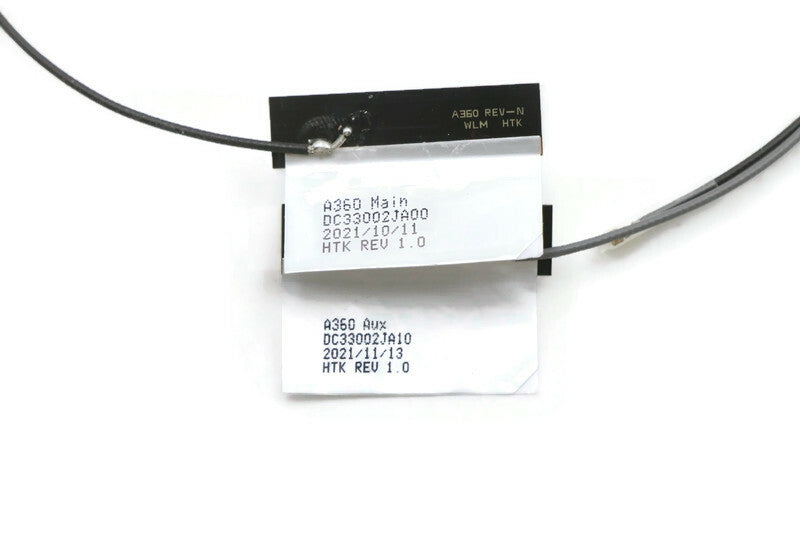 A360 REV-N
WLM HTK
A360 Main
DC33002JA00
2021/10/11
HTK REV 1.0
A360 Aux
DC33002JA10
2021/11/13
HTK REV 1.0